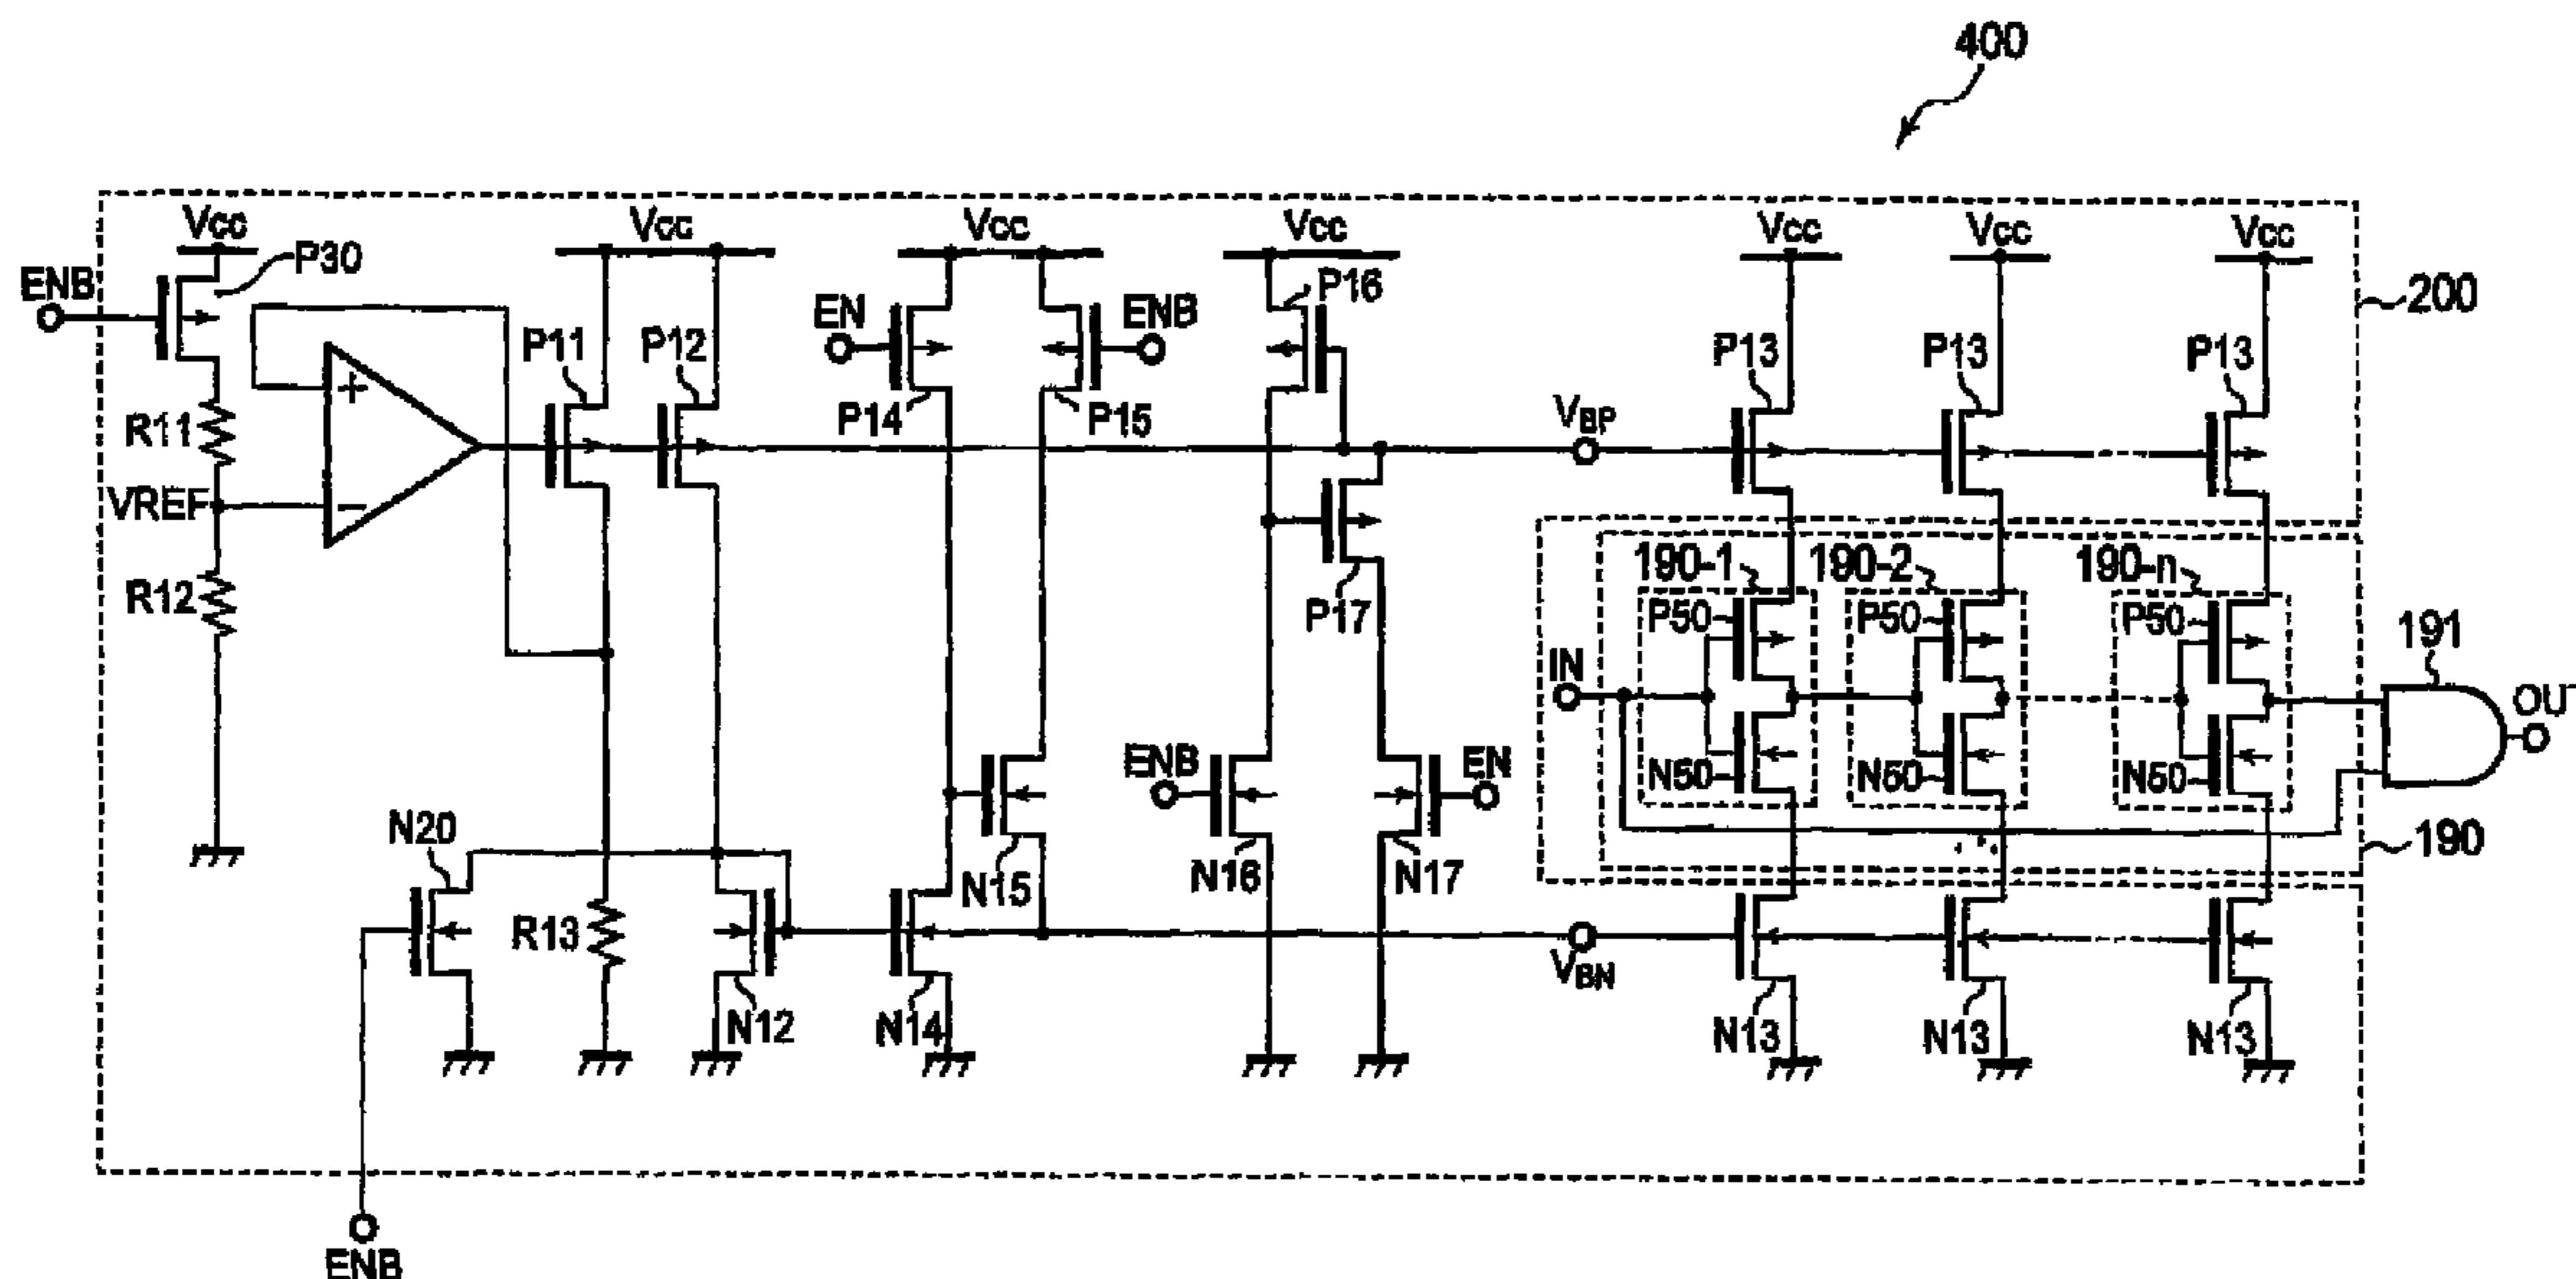 400
Vcc
Vcc
Vcc
Vcc
Vcc
Vcc
Vcc
P30
ENB
200
P16
EN
ENB
P11
P12
P13
P13
P13
P14
P15
VBP
R11
VREF
190-1
190-2
190-n
R12
P17
P50
P50
P50
191
IN
OUT
ENB
EN
N50
N50
N50
N20
N15
N16
N17
190
R13
VBN
N12
N14
N13
N13
N13
ENB
+
−